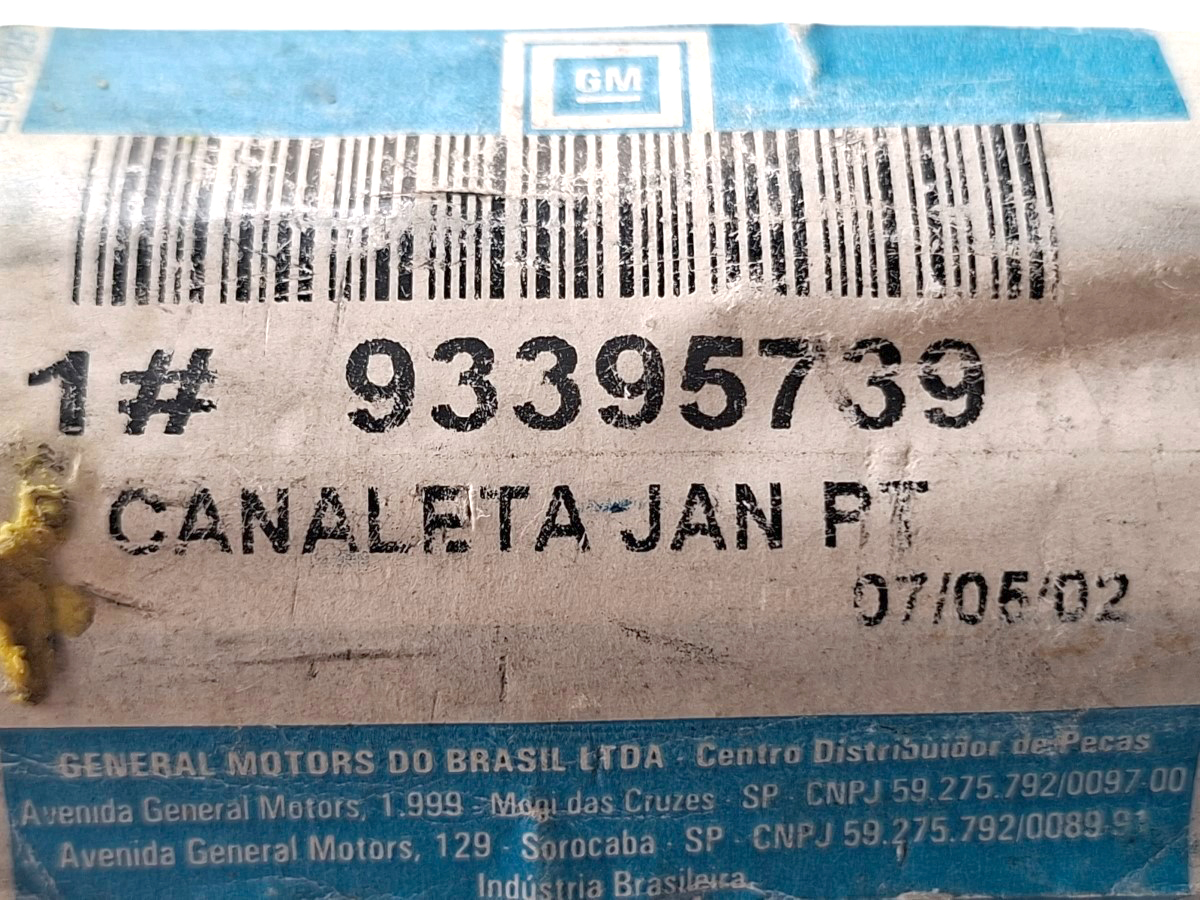 GM
1# 93395739
CANALETA JAN PT
07/05/02
GENERAL MOTORS DO BRASIL LTDA · Centro Distribuidor de Pecas
Avenida General Motors, 1.999 - Mogi das Cruzes · SP · CNPJ 59.275.792/0097-00
Avenida General Motors, 129 · Sorocaba · SP · CNPJ 59.275.792/0089-91
Indústria Brasileira